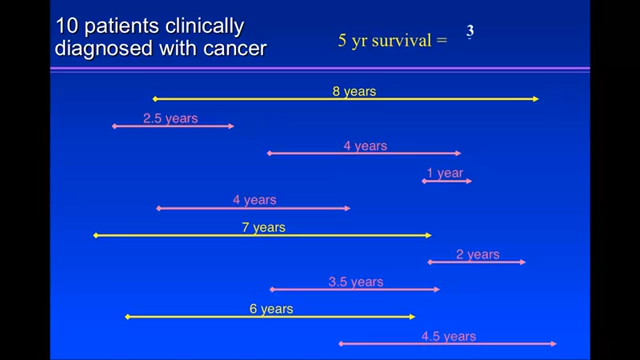 10 patients clinically
diagnosed with cancer
5 yr survival = 3
8 years
2.5 years
4 years
1 year
4 years
7 years
2 years
3.5 years
6 years
4.5 years